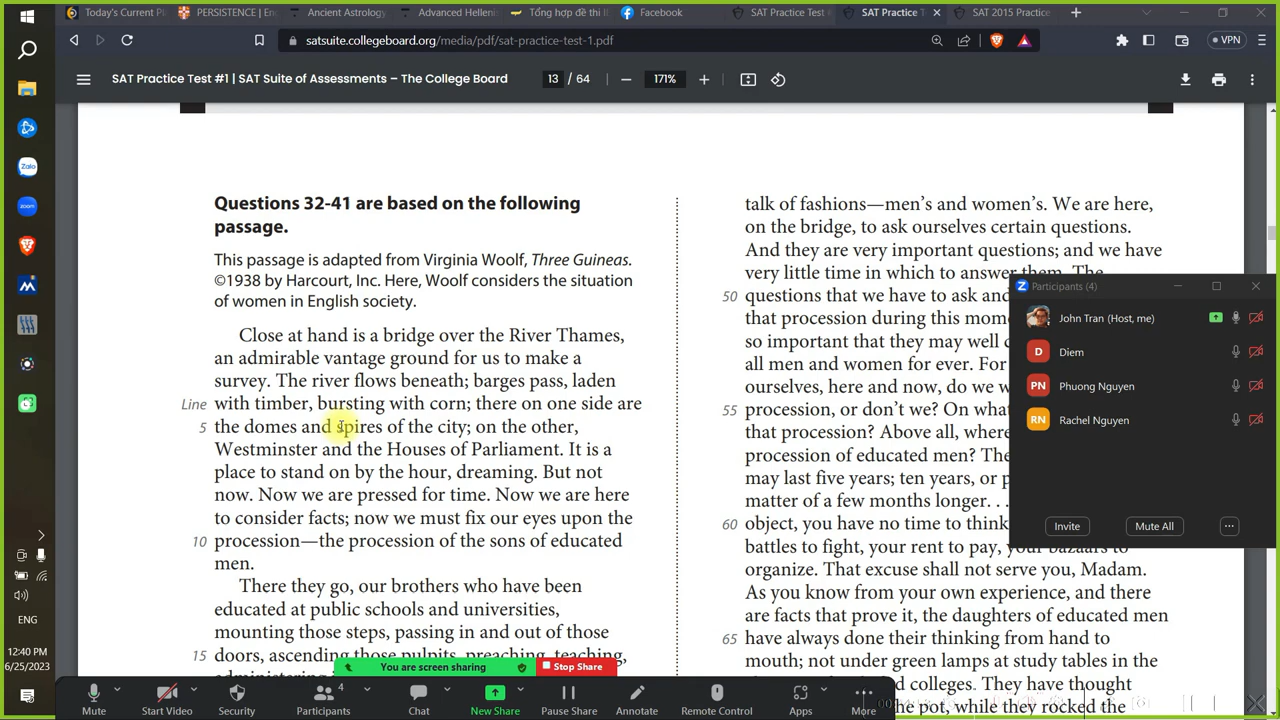 Today's Current Pl
PERSISTENCE | En
Ancient Astrology
Advanced Hellenis
Tổng hợp đề thi IE
Facebook
SAT Practice Test
SAT Practice T
SAT 2015 Practice
satsuite.collegeboard.org/media/pdf/sat-practice-test-1.pdf
VPN
SAT Practice Test #1 | SAT Suite of Assessments – The College Board
13 / 64
171%
Questions 32-41 are based on the following
passage.
This passage is adapted from Virginia Woolf, Three Guineas.
©1938 by Harcourt, Inc. Here, Woolf considers the situation
of women in English society.
Close at hand is a bridge over the River Thames,
an admirable vantage ground for us to make a
survey. The river flows beneath; barges pass, laden
Line with timber, bursting with corn; there on one side are
5 the domes and spires of the city; on the other,
Westminster and the Houses of Parliament. It is a
place to stand on by the hour, dreaming. But not
now. Now we are pressed for time. Now we are here
to consider facts; now we must fix our eyes upon the
10 procession—the procession of the sons of educated
men.
There they go, our brothers who have been
educated at public schools and universities,
mounting those steps, passing in and out of those
15 doors, ascending those pulpits, preaching, teaching,
talk of fashions—men's and women's. We are here,
on the bridge, to ask ourselves certain questions.
And they are very important questions; and we have
very little time in which to answer them. The
50 questions that we have to ask and
that procession during this mome
so important that they may well c
all men and women for ever. For
ourselves, here and now, do we w
55 procession, or don't we? On what
that procession? Above all, where
procession of educated men? The
may last five years; ten years, or p
matter of a few months longer. . .
60 object, you have no time to think
battles to fight, your rent to pay, your bazaars to
organize. That excuse shall not serve you, Madam.
As you know from your own experience, and there
are facts that prove it, the daughters of educated men
65 have always done their thinking from hand to
mouth; not under green lamps at study tables in the
colleges. They have thought
the pot, while they rocked the
Participants (4)
John Tran (Host, me)
D Diem
PN Phuong Nguyen
RN Rachel Nguyen
Invite
Mute All
Zalo
zoom
ENG
12:40 PM
6/25/2023
You are screen sharing
Stop Share
Mute
Start Video
Security
4
Participants
Chat
New Share
Pause Share
Annotate
Remote Control
Apps
More